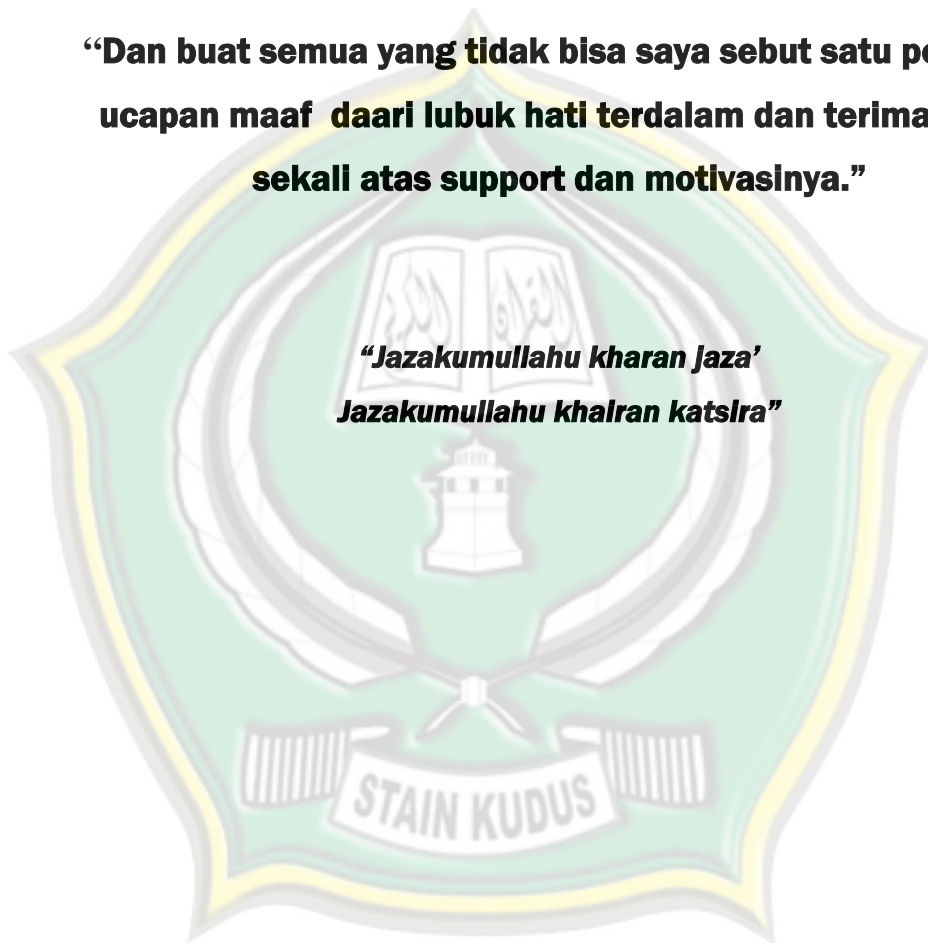 “Dan buat semua yang tidak bisa saya sebut satu
ucapan maaf daari lubuk hati terdalam dan terima
sekali atas support dan motivasinya.”
“Jazakumullahu kharan jaza’
Jazakumullahu khairan katsira”
STAIN KUDUS